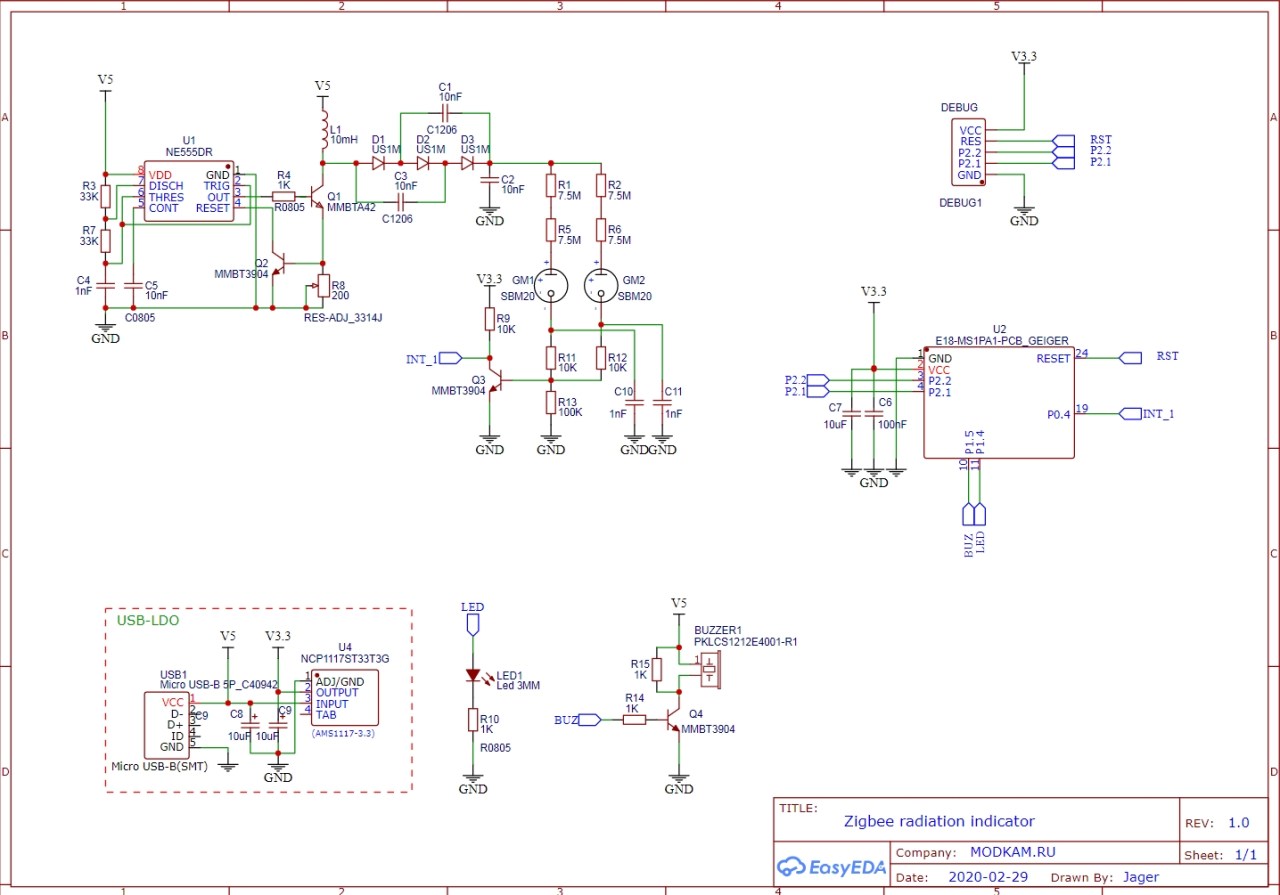 1 2 3 4 5
A
B
C
D
A
B
C
D
1 2 3 4 5
V5
U1
NE555DR
8 VDD
7 DISCH
6 THRES
5 CONT
GND 1
TRIG 2
OUT 3
RESET 4
R3
33K
R7
33K
C4
1nF
C5
10nF
C0805
GND
R4
1K
R0805
V5
L1
10mH
Q1
MMBTA42
Q2
MMBT3904
R8
200
RES-ADJ_3314J
D1
US1M
D2
US1M
D3
US1M
C1
10nF
C1206
C3
10nF
C1206
C2
10nF
GND
R1
7.5M
R2
7.5M
R5
7.5M
R6
7.5M
GM1
SBM20
GM2
SBM20
V3.3
R9
10K
INT_1
Q3
MMBT3904
GND
R11
10K
R12
10K
R13
100K
GND
C10
1nF
GND
C11
1nF
GND
V3.3
DEBUG
VCC
RES
P2.2
P2.1
GND
DEBUG1
RST
P2.2
P2.1
GND
V3.3
U2
E18-MS1PA1-PCB_GEIGER
1 GND
2 VCC
3 P2.2
4 P2.1
RESET 24
RST
P0.4 19
INT_1
P2.2
P2.1
C7
10uF
C6
100nF
GND
P1.5
P1.4
10
11
BUZ
LED
USB-LDO
V5
V3.3
USB1
Micro USB-B 5P_C40942
VCC 1
D- 2
D+ 3
ID 4
GND 5
Micro USB-B(SMT)
C9
C8
10uF
C9
10uF
GND
U4
NCP1117ST33T3G
1 ADJ/GND
2 OUTPUT
3 INPUT
4 TAB
(AMS1117-3.3)
LED
LED1
Led 3MM
R10
1K
R0805
GND
V5
BUZZER1
PKLCS1212E4001-R1
1
R15
1K
R14
1K
BUZ
Q4
MMBT3904
GND
TITLE:
Zigbee radiation indicator
REV: 1.0
EasyEDA
Company: MODKAM.RU
Sheet: 1/1
Date: 2020-02-29 Drawn By: Jager